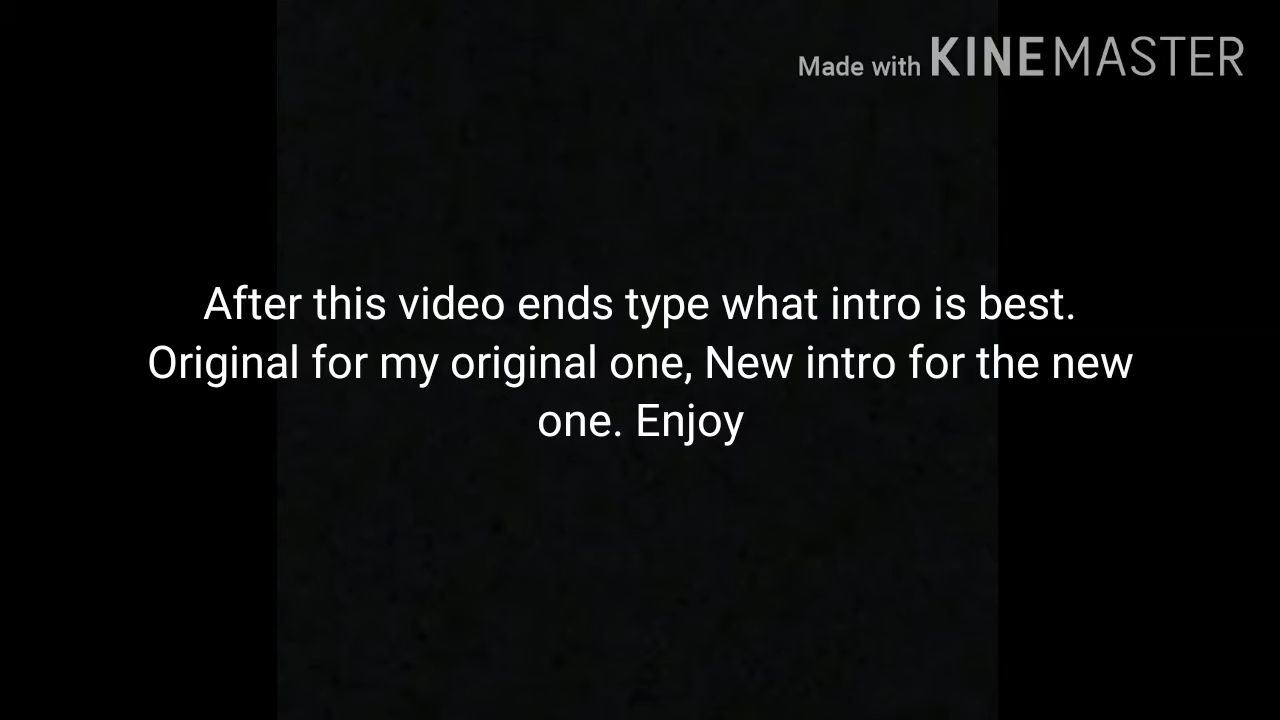 Made with KINEMASTER
After this video ends type what intro is best.
Original for my original one, New intro for the new
one. Enjoy